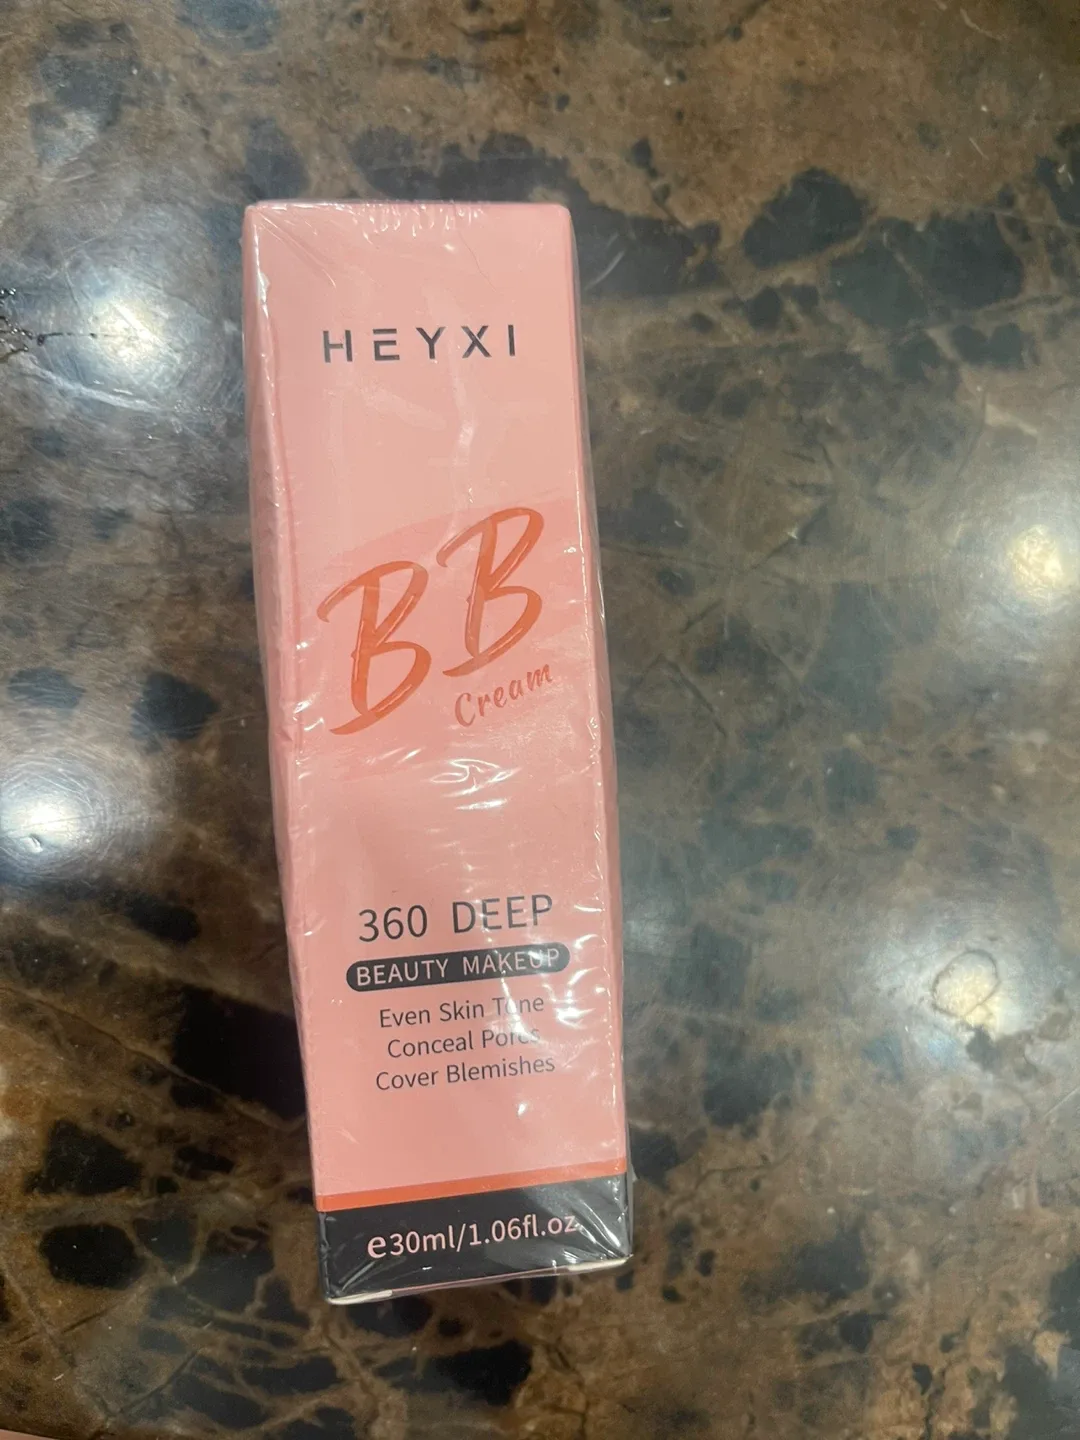 HEYXI
BB
Cream
360 DEEP
BEAUTY MAKEUP
Even Skin Tone
Conceal Pores
Cover Blemishes
e30ml/1.06fl.oz